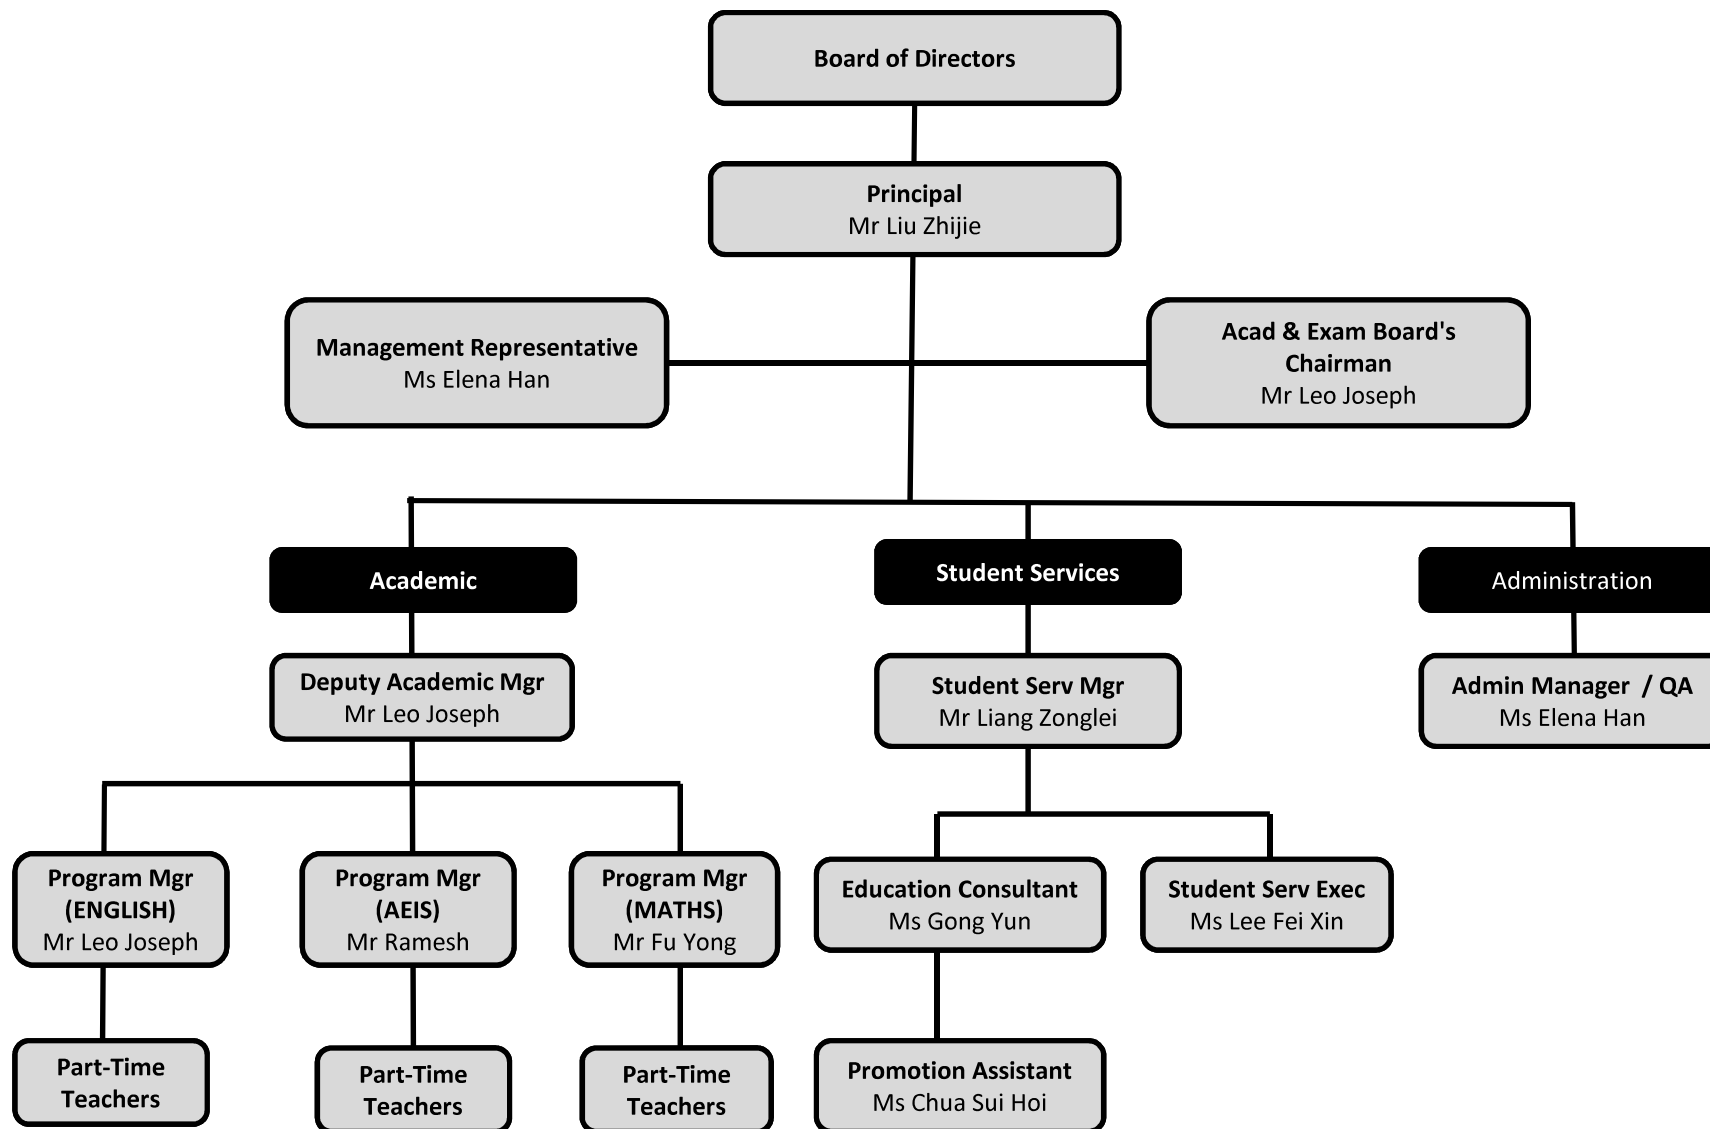 Board of Directors
Principal
Mr Liu Zhijie
Management Representative
Ms Elena Han
Acad & Exam Board's
Chairman
Mr Leo Joseph
Academic
Student Services
Administration
Deputy Academic Mgr
Mr Leo Joseph
Student Serv Mgr
Mr Liang Zonglei
Admin Manager / QA
Ms Elena Han
Program Mgr
(ENGLISH)
Mr Leo Joseph
Program Mgr
(AEIS)
Mr Ramesh
Program Mgr
(MATHS)
Mr Fu Yong
Education Consultant
Ms Gong Yun
Student Serv Exec
Ms Lee Fei Xin
Part-Time
Teachers
Part-Time
Teachers
Part-Time
Teachers
Promotion Assistant
Ms Chua Sui Hoi